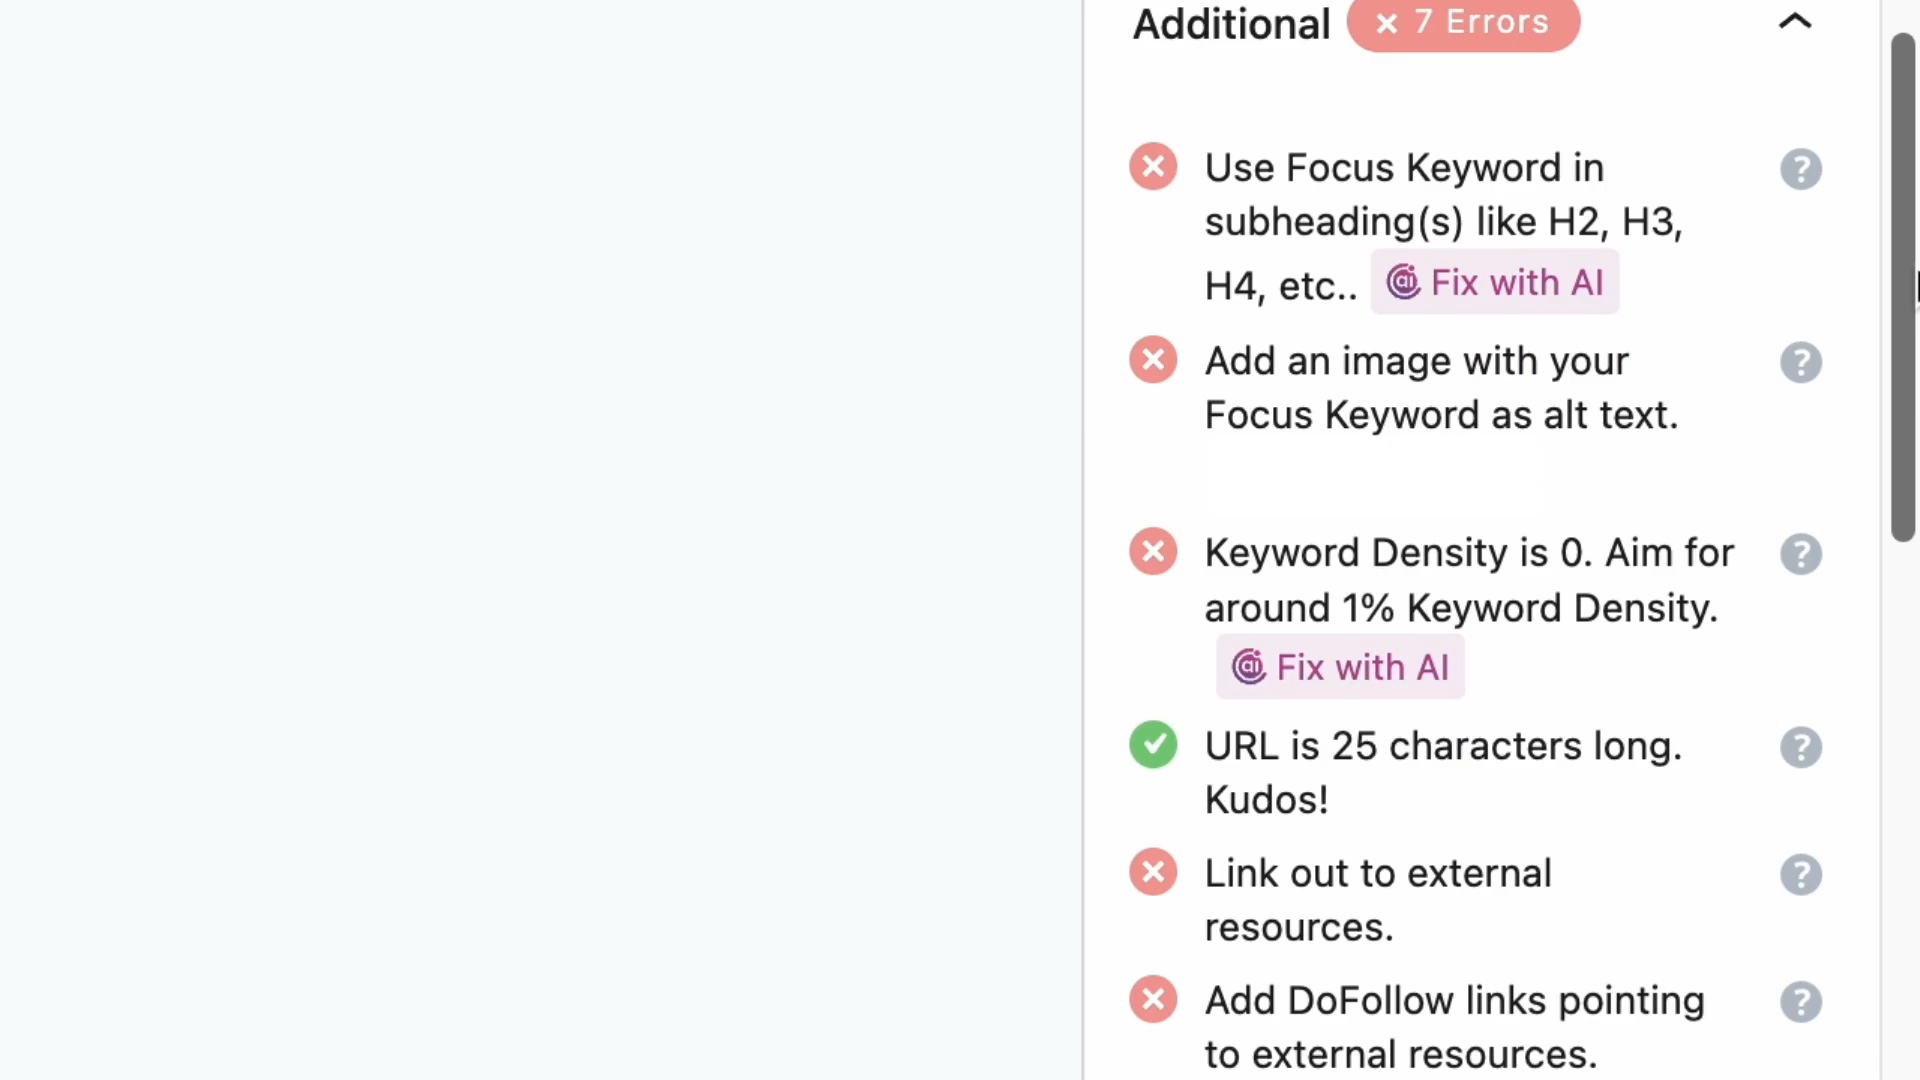 Additional × 7 Errors
Use Focus Keyword in
subheading(s) like H2, H3,
H4, etc.. Fix with AI
Add an image with your
Focus Keyword as alt text.
Keyword Density is 0. Aim for
around 1% Keyword Density.
Fix with AI
URL is 25 characters long.
Kudos!
Link out to external
resources.
Add DoFollow links pointing
to external resources.